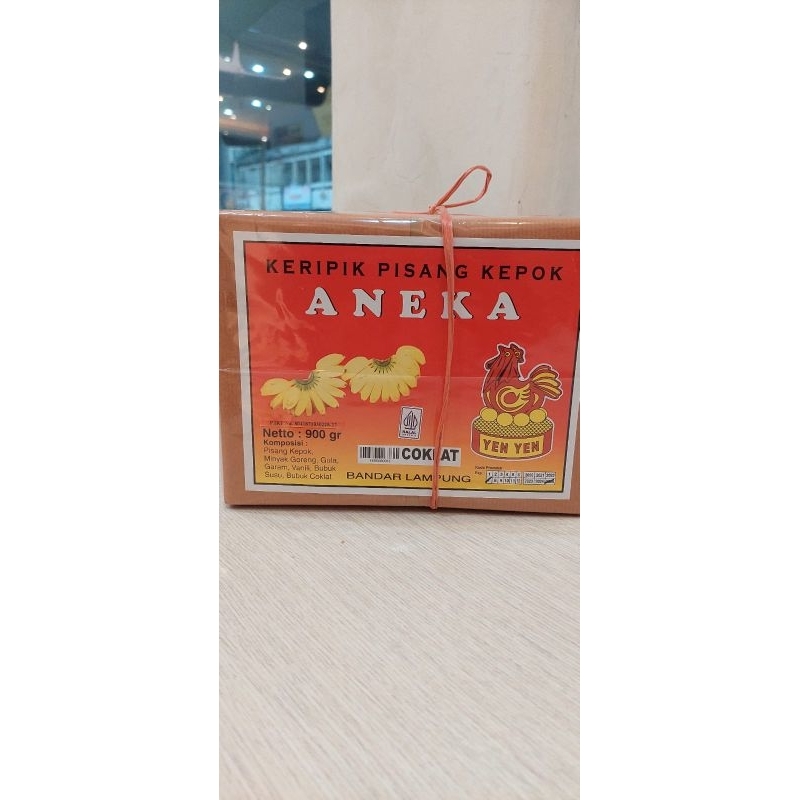 KERIPIK PISANG KEPOK
ANEKA
Netto : 900 gr
Komposisi :
Pisang Kepok,
Minyak Goreng, Gula,
Garam, Vanili, Bubuk
Susu, Bubuk Coklat
HALAL
COKLAT
BANDAR LAMPUNG
YEN YEN